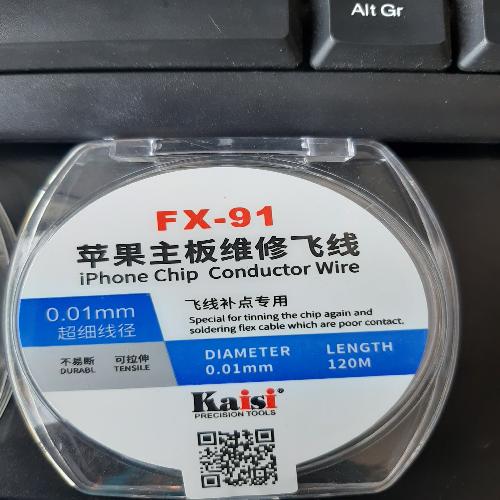 Alt Gr
FX-91
苹果主板维修飞线
iPhone Chip Conductor Wire
0.01mm
超细线径
飞线补点专用
Special for tinning the chip again and
soldering flex cable which are poor contact.
不易断
DURABL
可拉伸
TENSILE
DIAMETER
0.01mm
LENGTH
120M
Kaisi®
PRECISION TOOLS